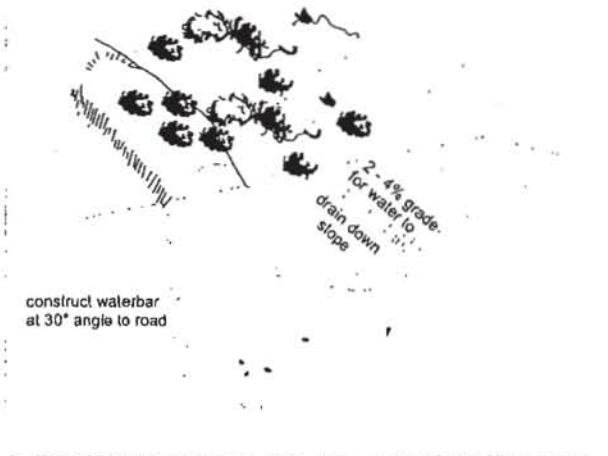 2 - 4% grade
for water to
drain down
slope
construct waterbar
at 30° angle to road